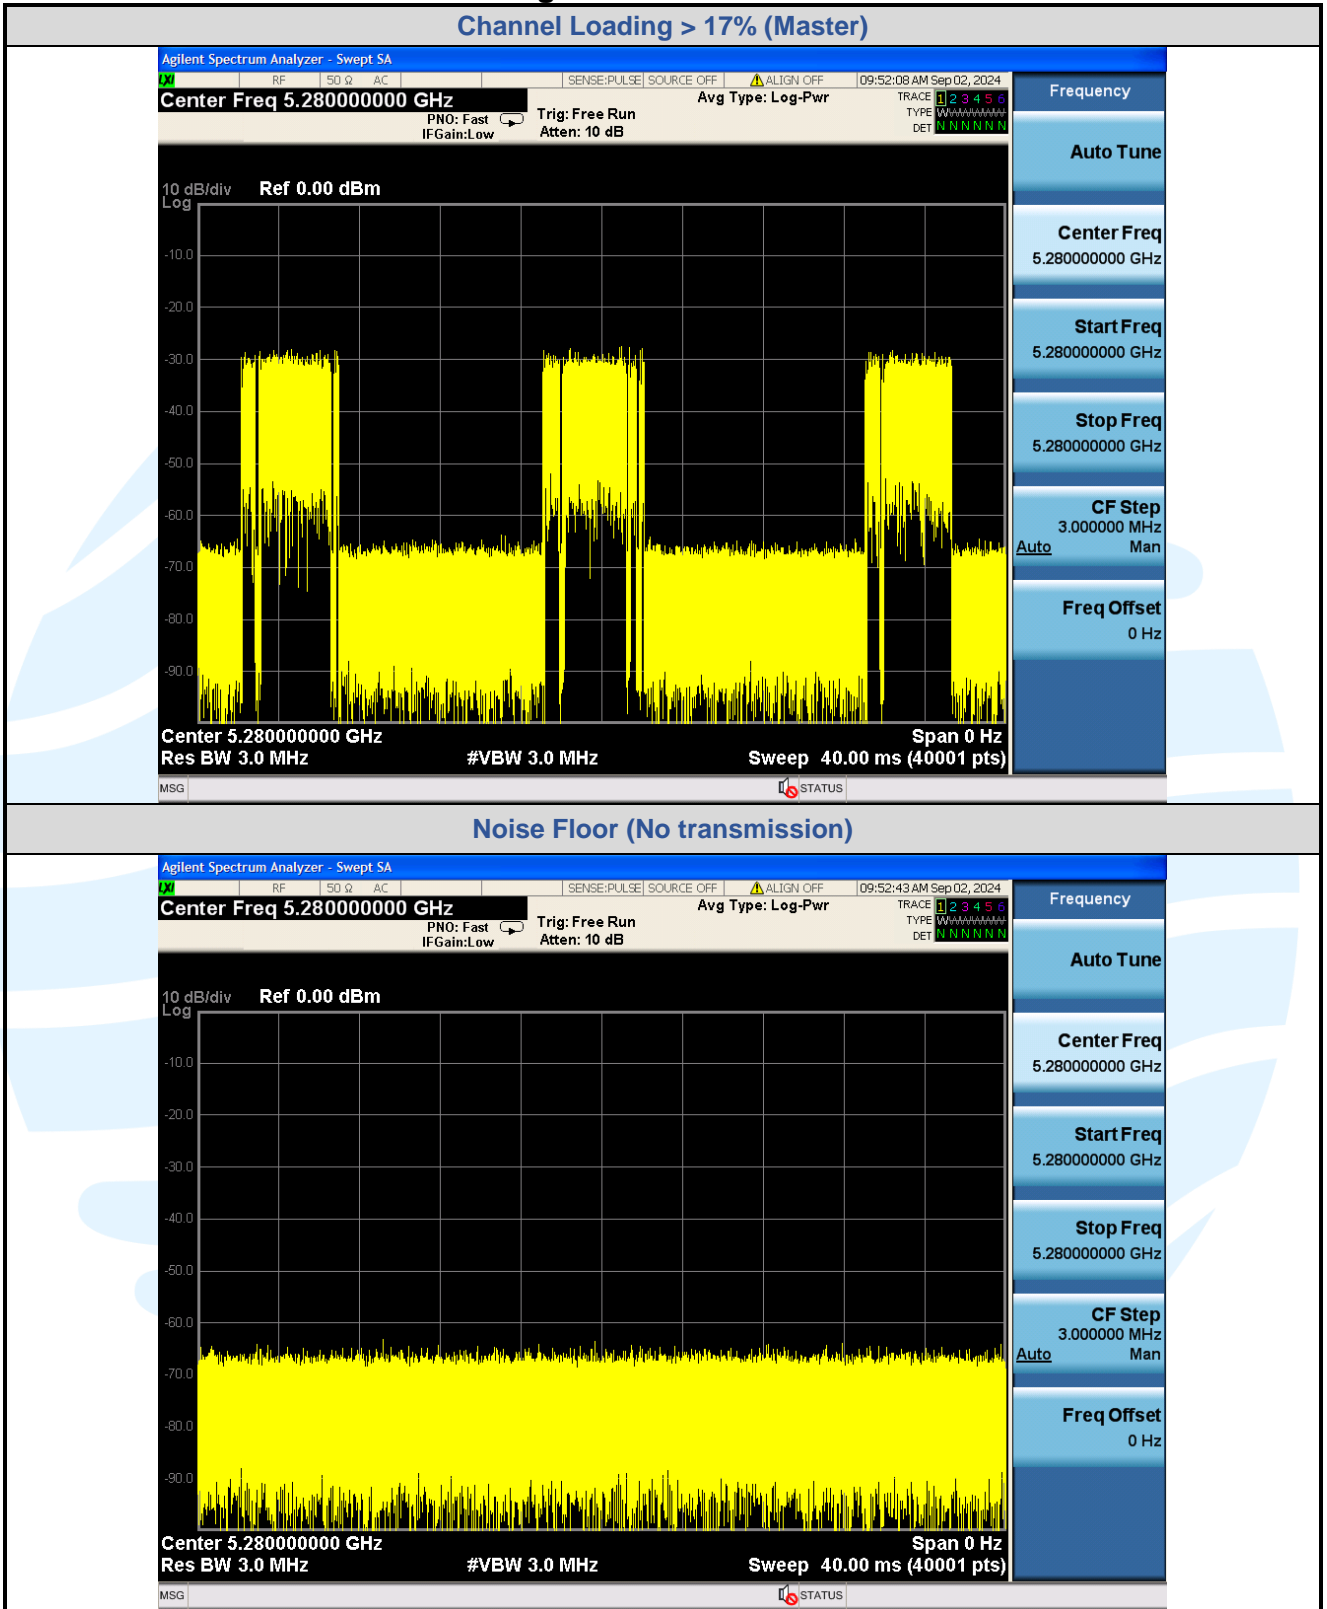 Channel Loading > 17% (Master)
Agilent Spectrum Analyzer - Swept SA
LXI RF 50 Ω AC SENSE:PULSE SOURCE OFF ALIGN OFF 09:52:08 AM Sep 02, 2024
Center Freq 5.280000000 GHz
PNO: Fast
IFGain:Low
Trig: Free Run
Atten: 10 dB
Avg Type: Log-Pwr
TRACE 1 2 3 4 5 6
TYPE W
DET N N N N N N
10 dB/div Ref 0.00 dBm
Log
-10.0
-20.0
-30.0
-40.0
-50.0
-60.0
-70.0
-80.0
-90.0
Center 5.280000000 GHz Span 0 Hz
Res BW 3.0 MHz #VBW 3.0 MHz Sweep 40.00 ms (40001 pts)
MSG STATUS
Frequency
Auto Tune
Center Freq
5.280000000 GHz
Start Freq
5.280000000 GHz
Stop Freq
5.280000000 GHz
CF Step
3.000000 MHz
Auto Man
Freq Offset
0 Hz
Noise Floor (No transmission)
Agilent Spectrum Analyzer - Swept SA
LXI RF 50 Ω AC SENSE:PULSE SOURCE OFF ALIGN OFF 09:52:43 AM Sep 02, 2024
Center Freq 5.280000000 GHz
PNO: Fast
IFGain:Low
Trig: Free Run
Atten: 10 dB
Avg Type: Log-Pwr
TRACE 1 2 3 4 5 6
TYPE W
DET N N N N N N
10 dB/div Ref 0.00 dBm
Log
-10.0
-20.0
-30.0
-40.0
-50.0
-60.0
-70.0
-80.0
-90.0
Center 5.280000000 GHz Span 0 Hz
Res BW 3.0 MHz #VBW 3.0 MHz Sweep 40.00 ms (40001 pts)
MSG STATUS
Frequency
Auto Tune
Center Freq
5.280000000 GHz
Start Freq
5.280000000 GHz
Stop Freq
5.280000000 GHz
CF Step
3.000000 MHz
Auto Man
Freq Offset
0 Hz